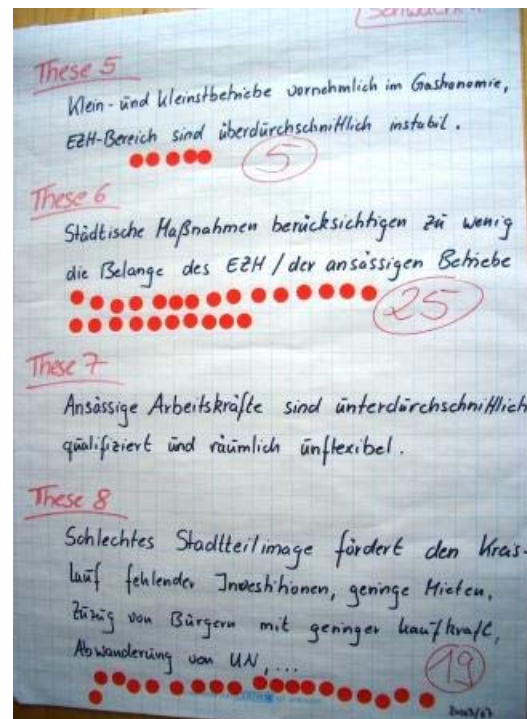 These 5
Klein- und Kleinstbetriebe vornehmlich im Gastronomie,
EZH-Bereich sind überdurchschnittlich instabil.
5
These 6
Städtische Maßnahmen berücksichtigen zu wenig
die Belange des EZH / der ansässigen Betriebe
25
These 7
Ansässige Arbeitskräfte sind unterdurchschnittlich
qualifiziert und räumlich unflexibel.
These 8
Schlechtes Stadtteilimage fördert den Kreis-
lauf fehlender Investitionen, geringe Mieten,
Zuzug von Bürgern mit geringer Kaufkraft,
Abwanderung von UN,...
19